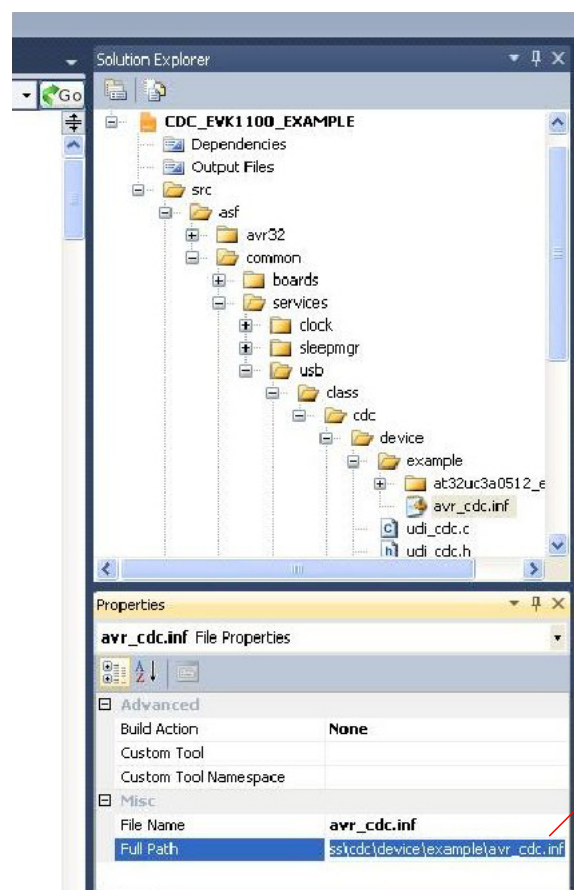 Solution Explorer
Go
CDC_EVK1100_EXAMPLE
Dependencies
Output Files
src
asf
avr32
common
boards
services
clock
sleepmgr
usb
class
cdc
device
example
at32uc3a0512_e
avr_cdc.inf
udi_cdc.c
udi_cdc.h
Properties
avr_cdc.inf File Properties
Advanced
Build Action None
Custom Tool
Custom Tool Namespace
Misc
File Name avr_cdc.inf
Full Path ss\cdc\device\example\avr_cdc.inf